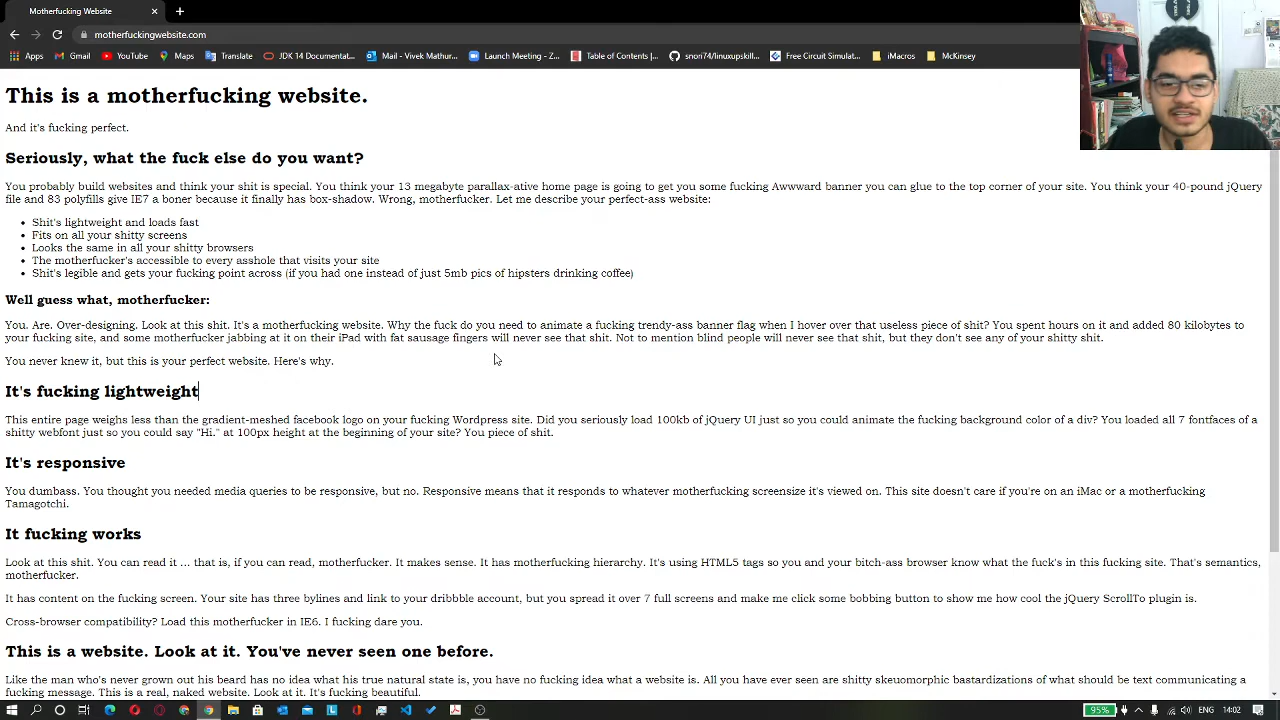 Motherfucking Website
motherfuckingwebsite.com
Apps Gmail YouTube Maps Translate JDK 14 Documentat... Mail - Vivek Mathur... Launch Meeting - Z... Table of Contents |... snori74/linuxupskill... Free Circuit Simulat... iMacros McKinsey
This is a motherfucking website.
And it's fucking perfect.
Seriously, what the fuck else do you want?
You probably build websites and think your shit is special. You think your 13 megabyte parallax-ative home page is going to get you some fucking Awwward banner you can glue to the top corner of your site. You think your 40-pound jQuery
file and 83 polyfills give IE7 a boner because it finally has box-shadow. Wrong, motherfucker. Let me describe your perfect-ass website:
• Shit's lightweight and loads fast
• Fits on all your shitty screens
• Looks the same in all your shitty browsers
• The motherfucker's accessible to every asshole that visits your site
• Shit's legible and gets your fucking point across (if you had one instead of just 5mb pics of hipsters drinking coffee)
Well guess what, motherfucker:
You. Are. Over-designing. Look at this shit. It's a motherfucking website. Why the fuck do you need to animate a fucking trendy-ass banner flag when I hover over that useless piece of shit? You spent hours on it and added 80 kilobytes to
your fucking site, and some motherfucker jabbing at it on their iPad with fat sausage fingers will never see that shit. Not to mention blind people will never see that shit, but they don't see any of your shitty shit.
You never knew it, but this is your perfect website. Here's why.
It's fucking lightweight
This entire page weighs less than the gradient-meshed facebook logo on your fucking Wordpress site. Did you seriously load 100kb of jQuery UI just so you could animate the fucking background color of a div? You loaded all 7 fontfaces of a
shitty webfont just so you could say "Hi." at 100px height at the beginning of your site? You piece of shit.
It's responsive
You dumbass. You thought you needed media queries to be responsive, but no. Responsive means that it responds to whatever motherfucking screensize it's viewed on. This site doesn't care if you're on an iMac or a motherfucking
Tamagotchi.
It fucking works
Look at this shit. You can read it ... that is, if you can read, motherfucker. It makes sense. It has motherfucking hierarchy. It's using HTML5 tags so you and your bitch-ass browser know what the fuck's in this fucking site. That's semantics,
motherfucker.
It has content on the fucking screen. Your site has three bylines and link to your dribbble account, but you spread it over 7 full screens and make me click some bobbing button to show me how cool the jQuery ScrollTo plugin is.
Cross-browser compatibility? Load this motherfucker in IE6. I fucking dare you.
This is a website. Look at it. You've never seen one before.
Like the man who's never grown out his beard has no idea what his true natural state is, you have no fucking idea what a website is. All you have ever seen are shitty skeuomorphic bastardizations of what should be text communicating a
fucking message. This is a real, naked website. Look at it. It's fucking beautiful.
95% ENG 14:02